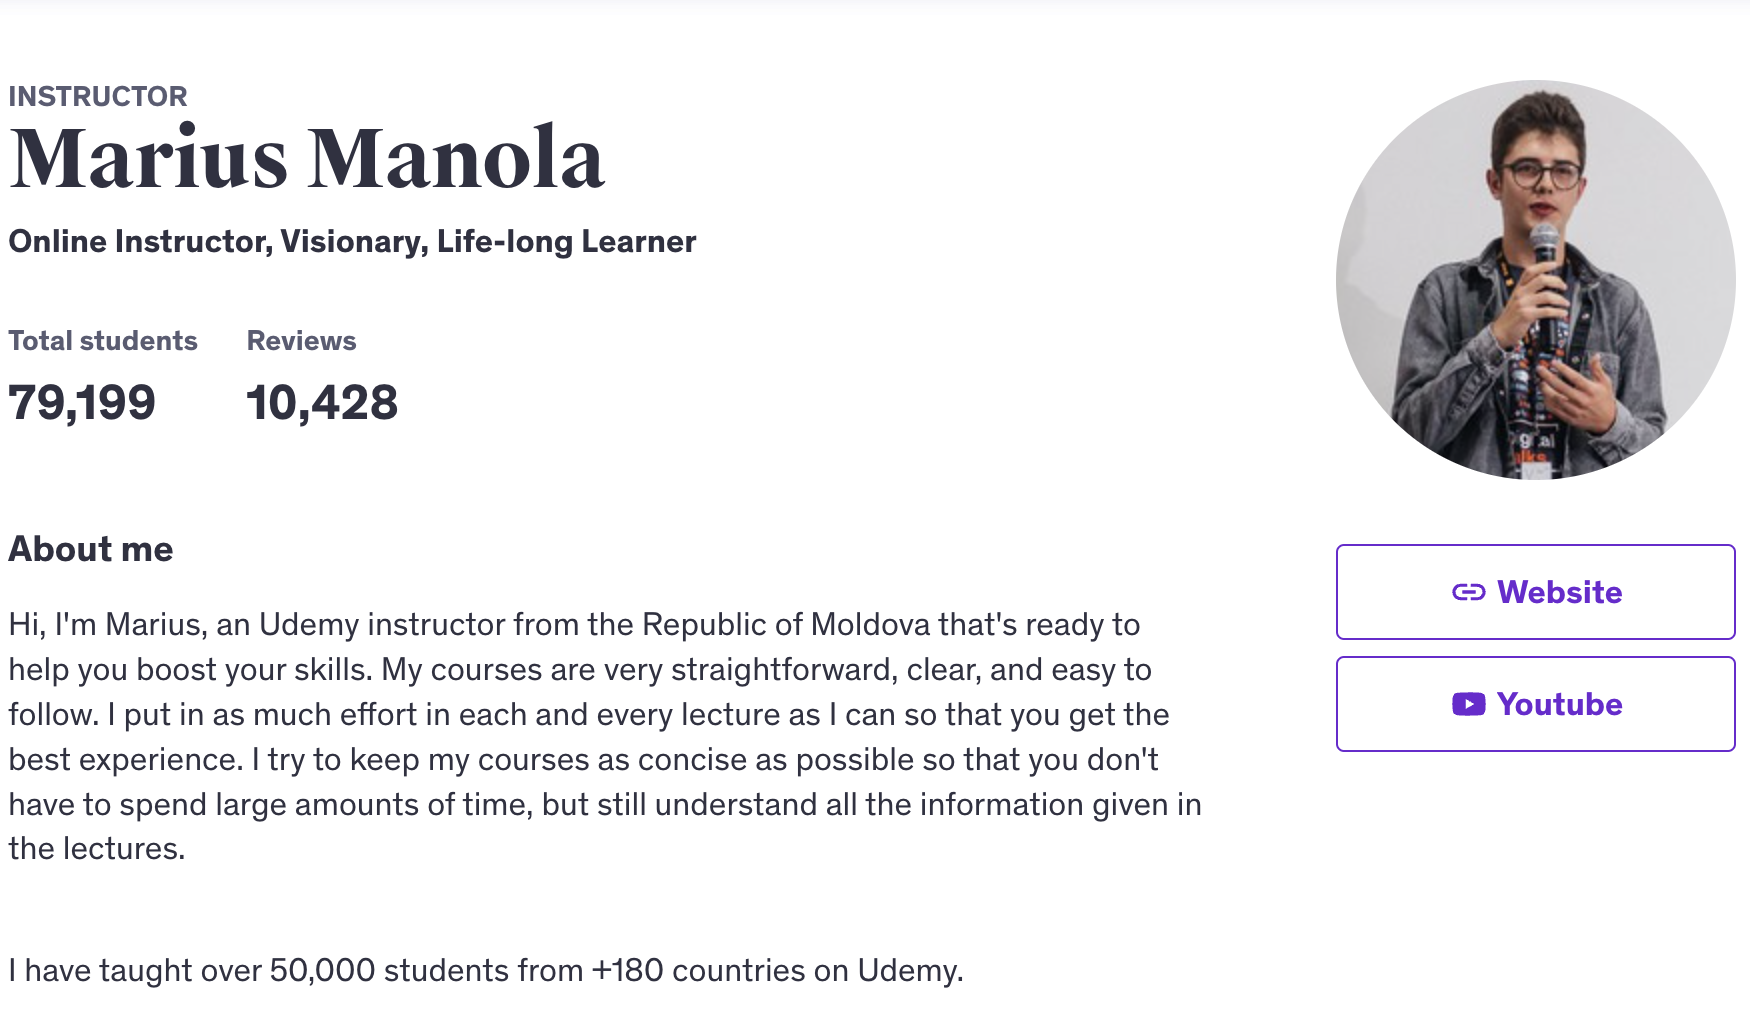 INSTRUCTOR
Marius Manola
Online Instructor, Visionary, Life-long Learner
Total students Reviews
79,199 10,428
About me
Hi, I'm Marius, an Udemy instructor from the Republic of Moldova that's ready to
help you boost your skills. My courses are very straightforward, clear, and easy to
follow. I put in as much effort in each and every lecture as I can so that you get the
best experience. I try to keep my courses as concise as possible so that you don't
have to spend large amounts of time, but still understand all the information given in
the lectures.
I have taught over 50,000 students from +180 countries on Udemy.
Website
Youtube